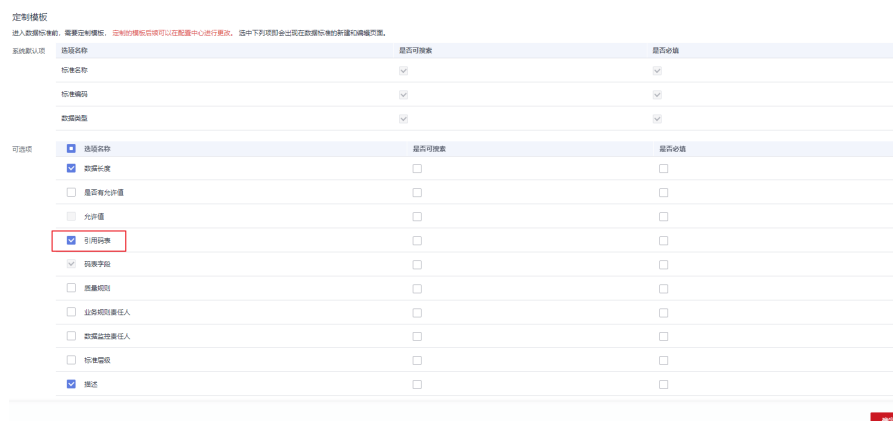 定制模板
进入数据标准前，需要定制模板， 定制的模板后续可以在配置中心进行更改。 选中下列项即会出现在数据标准的新建和编辑页面。
系统默认项 选项名称 是否可搜索 是否必填
标准名称
标准编码
数据类型
可选项 选项名称 是否可搜索 是否必填
数据长度
是否有允许值
允许值
引用码表
码表字段
质量规则
业务规则责任人
数据监控责任人
标准层级
描述